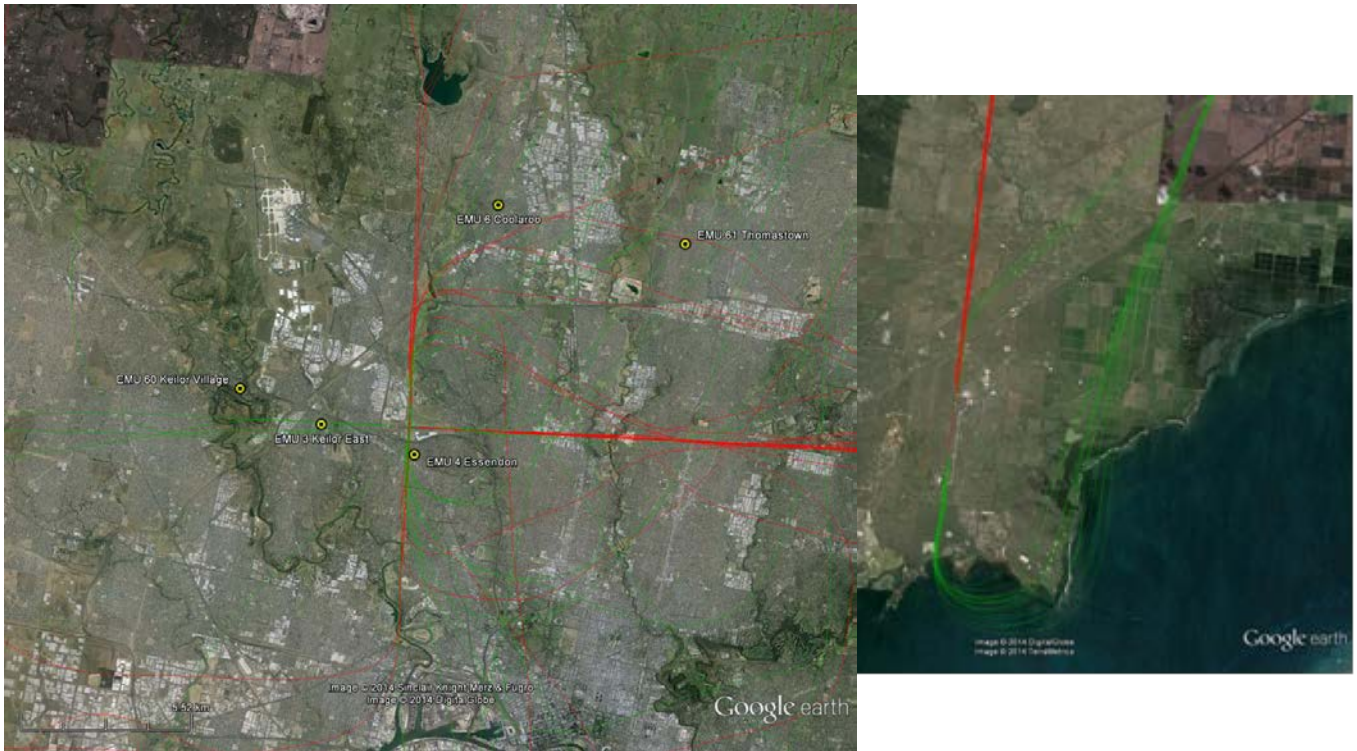 EMU 6 Coolaroo
EMU 61 Thomastown
EMU 60 Keilor Village
EMU 3 Keilor East
EMU 4 Essendon
Image © 2014 Sinclair Knight Merz & Fugro
Image © 2014 DigitalGlobe
5.52 km
Google earth
Image © 2014 DigitalGlobe
Image © 2014 TerraMetrics
Google earth